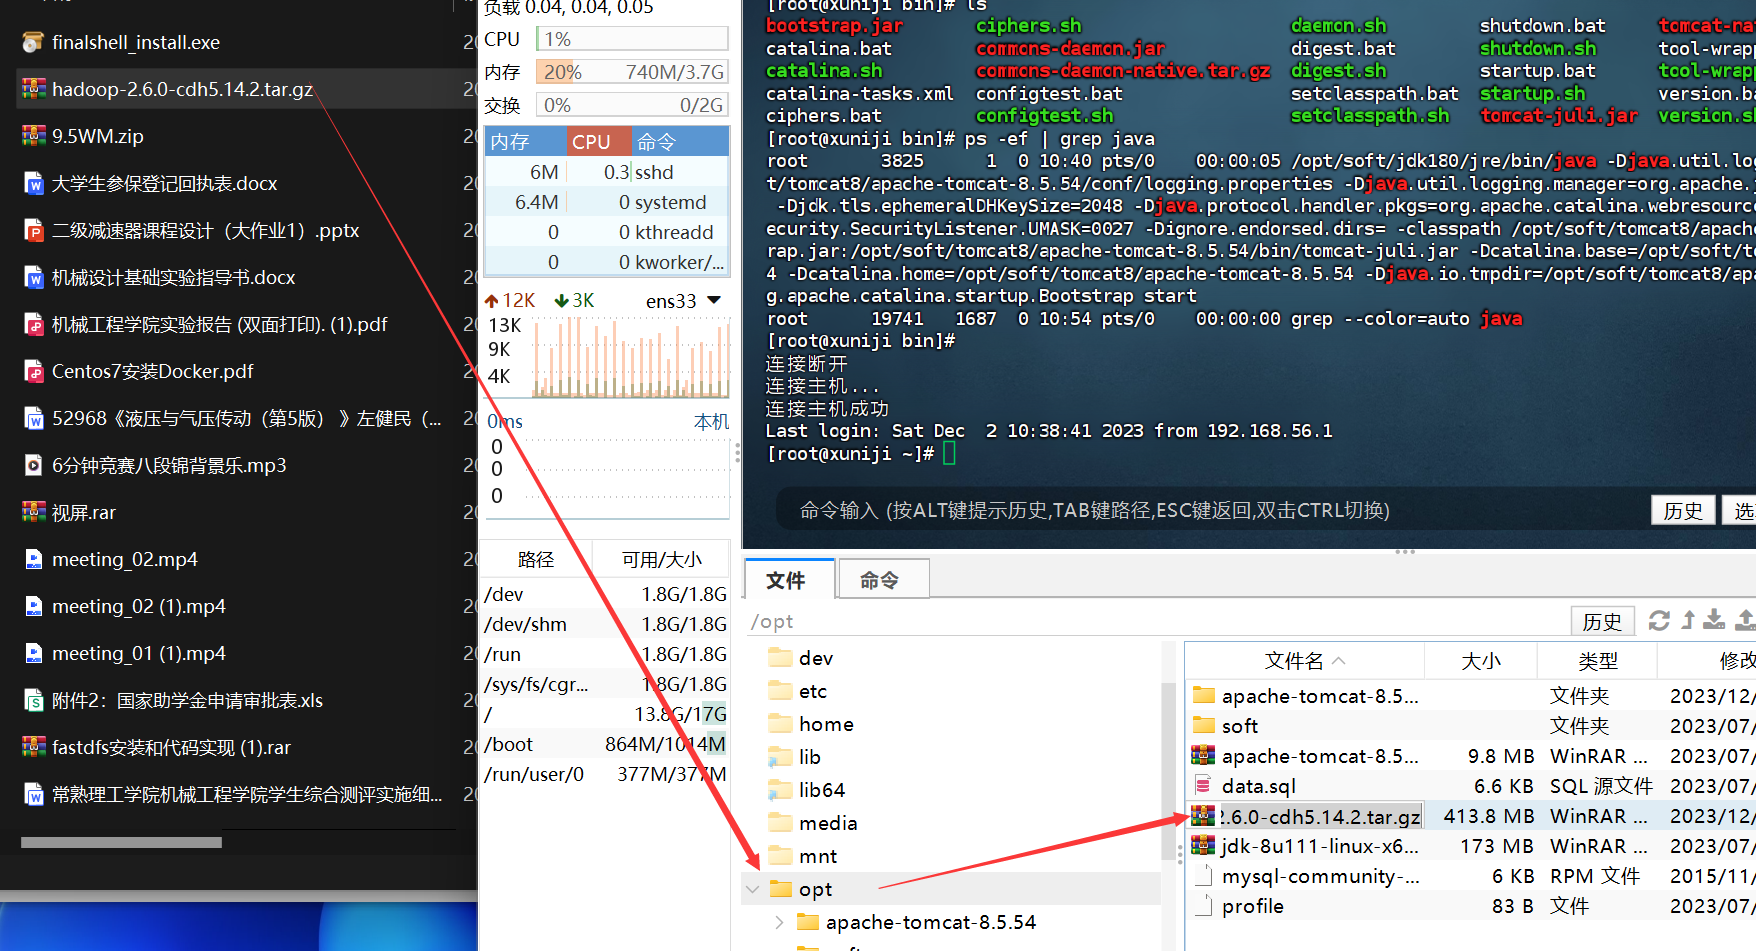 finalshell_install.exe
hadoop-2.6.0-cdh5.14.2.tar.gz
9.5WM.zip
大学生参保登记回执表.docx
二级减速器课程设计（大作业1）.pptx
机械设计基础实验指导书.docx
机械工程学院实验报告 (双面打印). (1).pdf
Centos7安装Docker.pdf
52968《液压与气压传动（第5版） 》左健民（...
6分钟竞赛八段锦背景乐.mp3
视屏.rar
meeting_02.mp4
meeting_02 (1).mp4
meeting_01 (1).mp4
附件2：国家助学金申请审批表.xls
fastdfs安装和代码实现 (1).rar
常熟理工学院机械工程学院学生综合测评实施细...
负载 0.04, 0.04, 0.05
CPU 1%
内存 20% 740M/3.7G
交换 0% 0/2G
内存 CPU 命令
6M 0.3 sshd
6.4M 0 systemd
0 0 kthreadd
0 0 kworker/...
12K 3K ens33
13K
9K
4K
0ms 本机
0
0
0
路径 可用/大小
/dev 1.8G/1.8G
/dev/shm 1.8G/1.8G
/run 1.8G/1.8G
/sys/fs/cgr... 1.8G/1.8G
/ 13.8G/17G
/boot 864M/1014M
/run/user/0 377M/377M
[root@xuniji bin]# ls
bootstrap.jar ciphers.sh daemon.sh shutdown.bat tomcat-na
catalina.bat commons-daemon.jar digest.bat shutdown.sh tool-wrapp
catalina.sh commons-daemon-native.tar.gz digest.sh startup.bat tool-wrapp
catalina-tasks.xml configtest.bat setclasspath.bat startup.sh version.ba
ciphers.bat configtest.sh setclasspath.sh tomcat-juli.jar version.sh
[root@xuniji bin]# ps -ef | grep java
root 3825 1 0 10:40 pts/0 00:00:05 /opt/soft/jdk180/jre/bin/java -Djava.util.log
t/tomcat8/apache-tomcat-8.5.54/conf/logging.properties -Djava.util.logging.manager=org.apache.j
-Djdk.tls.ephemeralDHKeySize=2048 -Djava.protocol.handler.pkgs=org.apache.catalina.webresource
ecurity.SecurityListener.UMASK=0027 -Dignore.endorsed.dirs= -classpath /opt/soft/tomcat8/apache
rap.jar:/opt/soft/tomcat8/apache-tomcat-8.5.54/bin/tomcat-juli.jar -Dcatalina.base=/opt/soft/to
4 -Dcatalina.home=/opt/soft/tomcat8/apache-tomcat-8.5.54 -Djava.io.tmpdir=/opt/soft/tomcat8/apa
g.apache.catalina.startup.Bootstrap start
root 19741 1687 0 10:54 pts/0 00:00:00 grep --color=auto java
[root@xuniji bin]#
连接断开
连接主机...
连接主机成功
Last login: Sat Dec 2 10:38:41 2023 from 192.168.56.1
[root@xuniji ~]#
命令输入 (按ALT键提示历史,TAB键路径,ESC键返回,双击CTRL切换) 历史 选
文件 命令
/opt 历史
dev
etc
home
lib
lib64
media
mnt
opt
apache-tomcat-8.5.54
文件名 大小 类型 修改
apache-tomcat-8.5... 文件夹 2023/12/
soft 文件夹 2023/07/
apache-tomcat-8.5... 9.8 MB WinRAR ... 2023/07/
data.sql 6.6 KB SQL 源文件 2023/07/
2.6.0-cdh5.14.2.tar.gz 413.8 MB WinRAR ... 2023/12/
jdk-8u111-linux-x6... 173 MB WinRAR ... 2023/07/
mysql-community-... 6 KB RPM 文件 2015/11/
profile 83 B 文件 2023/07/